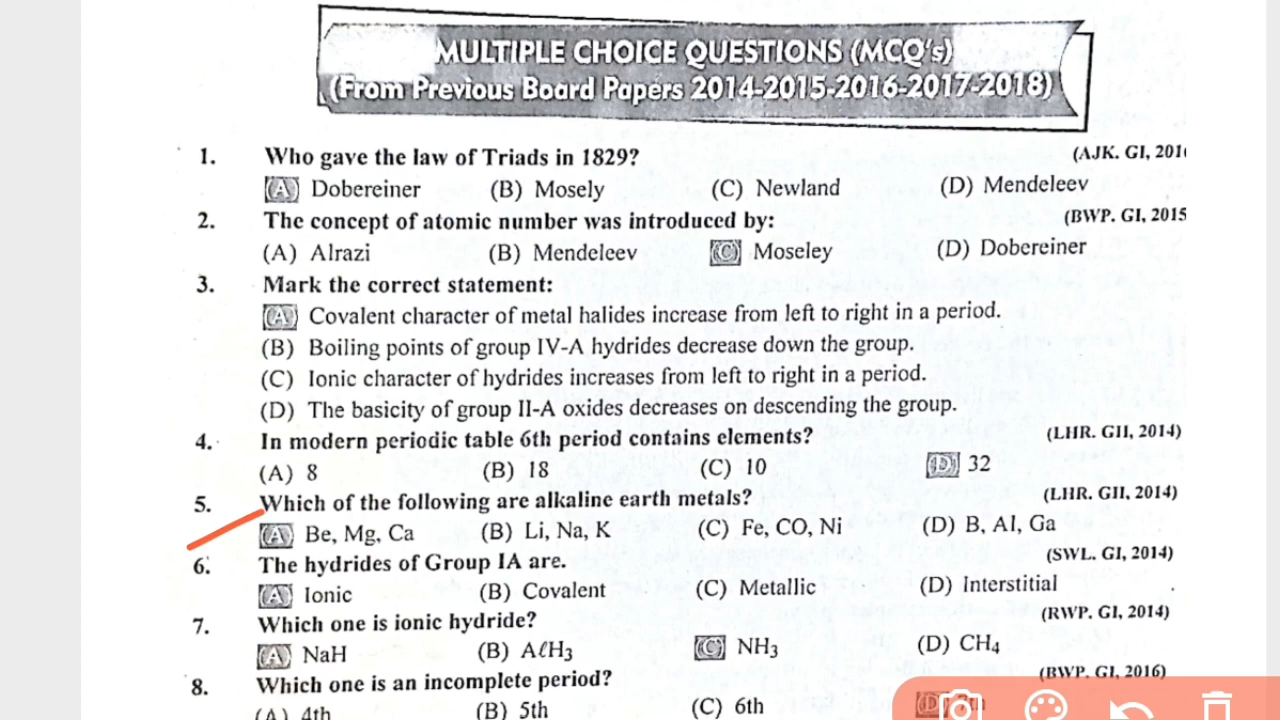 MULTIPLE CHOICE QUESTIONS (MCQ's)
(From Previous Board Papers 2014-2015-2016-2017-2018)
1. Who gave the law of Triads in 1829? (AJK. GI, 201
(A) Dobereiner (B) Mosely (C) Newland (D) Mendeleev
2. The concept of atomic number was introduced by: (BWP. GI, 2015
(A) Alrazi (B) Mendeleev (C) Moseley (D) Dobereiner
3. Mark the correct statement:
(A) Covalent character of metal halides increase from left to right in a period.
(B) Boiling points of group IV-A hydrides decrease down the group.
(C) Ionic character of hydrides increases from left to right in a period.
(D) The basicity of group II-A oxides decreases on descending the group.
4. In modern periodic table 6th period contains elements? (LHR. GII, 2014)
(A) 8 (B) 18 (C) 10 (D) 32
5. Which of the following are alkaline earth metals? (LHR. GII, 2014)
(A) Be, Mg, Ca (B) Li, Na, K (C) Fe, CO, Ni (D) B, Al, Ga
6. The hydrides of Group IA are. (SWL. GI, 2014)
(A) Ionic (B) Covalent (C) Metallic (D) Interstitial
7. Which one is ionic hydride? (RWP. GI, 2014)
(A) NaH (B) AℓH₃ (C) NH₃ (D) CH₄
8. Which one is an incomplete period? (BWP. GI, 2016)
(A) 4th (B) 5th (C) 6th (D)